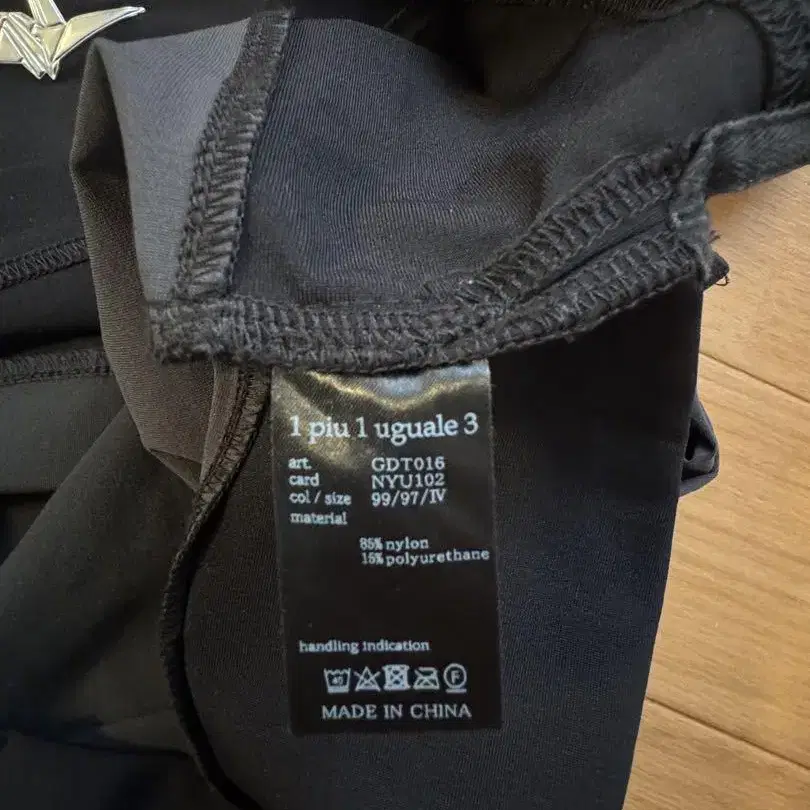 1 piu 1 uguale 3
art. GDT016
card NYU102
col / size 99/97/Ⅳ
material
85% nylon
15% polyurethane
handling indication
40
F
MADE IN CHINA